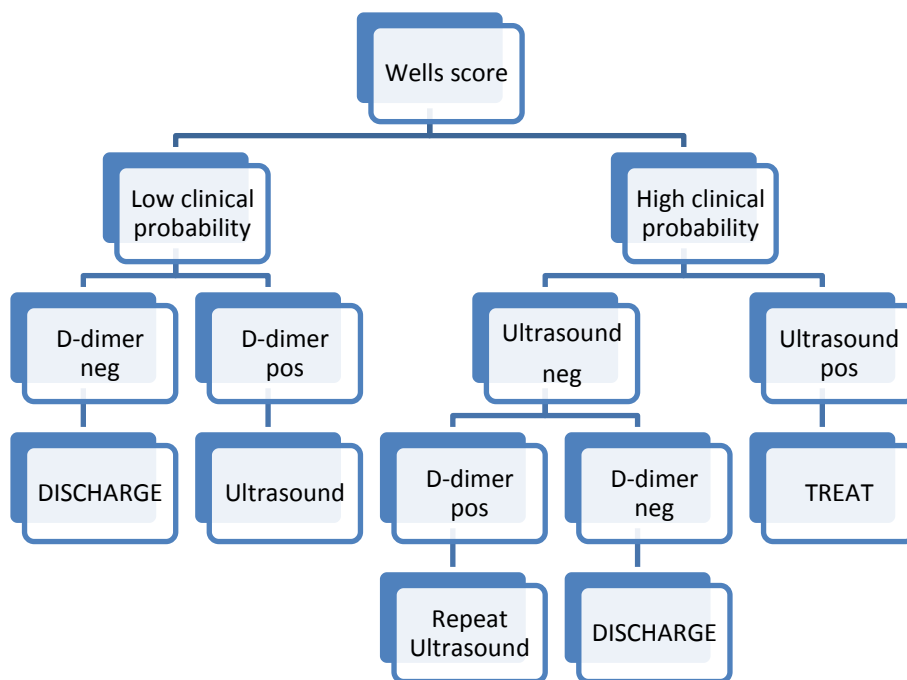 Wells score
Low clinical
probability
High clinical
probability
D-dimer
neg
D-dimer
pos
Ultrasound
neg
Ultrasound
pos
DISCHARGE
Ultrasound
D-dimer
pos
D-dimer
neg
TREAT
Repeat
Ultrasound
DISCHARGE